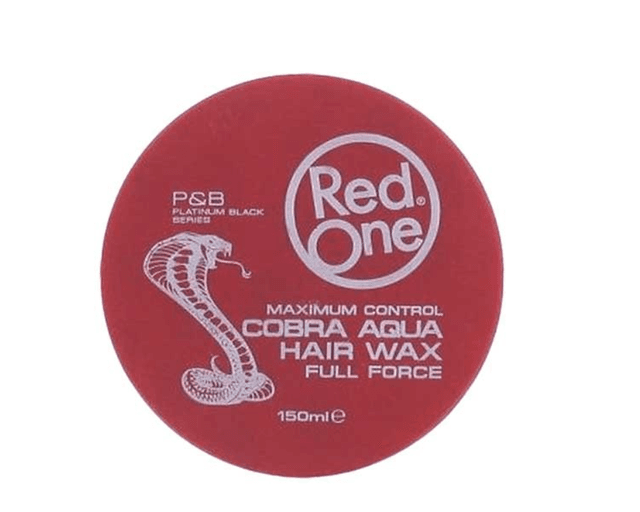 Red®
One
P&B
PLATINUM BLACK
SERIES
MAXIMUM CONTROL
COBRA AQUA
HAIR WAX
FULL FORCE
150ml℮